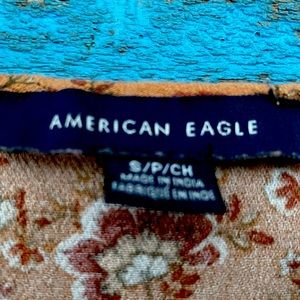 AMERICAN EAGLE
S/P/CH
MADE IN INDIA
FABRIQUÉ EN INDE